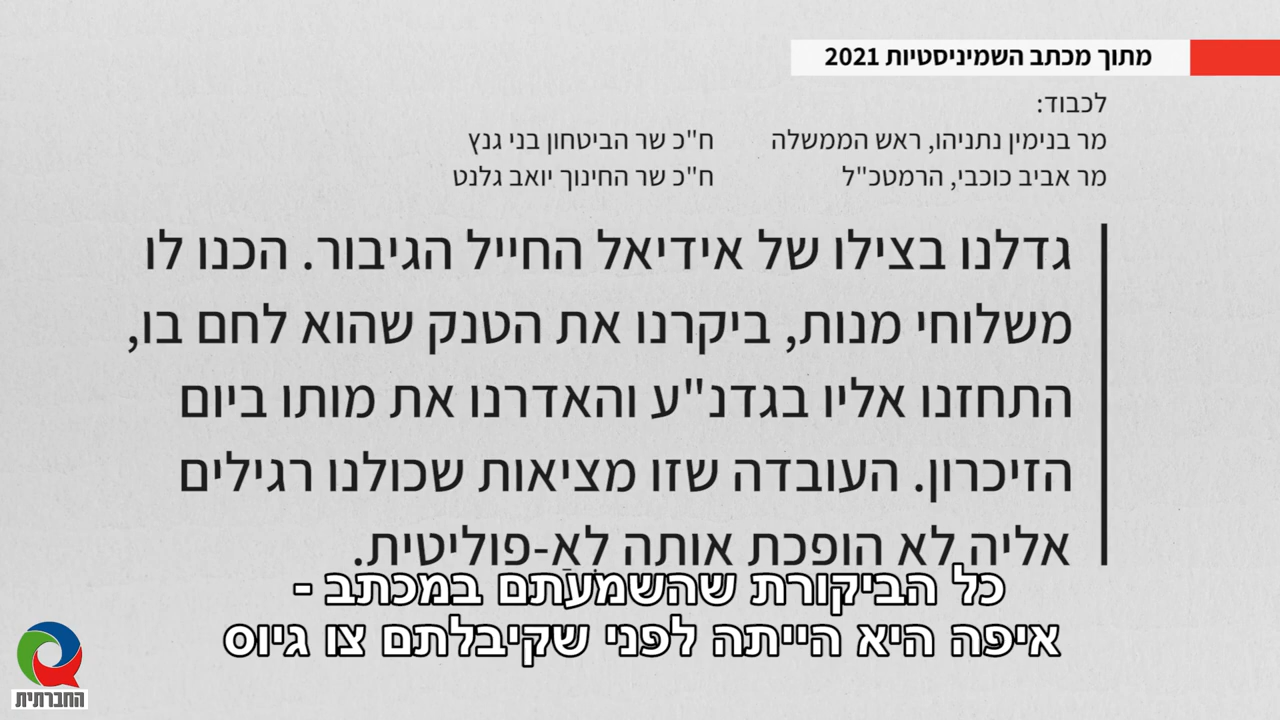 מתוך מכתב השמיניסטיות 2021
לכבוד:
מר בנימין נתניהו, ראש הממשלה
ח"כ שר הביטחון בני גנץ
מר אביב כוכבי, הרמטכ"ל
ח"כ שר החינוך יואב גלנט
גדלנו בצילו של אידיאל החייל הגיבור. הכנו לו
משלוחי מנות, ביקרנו את הטנק שהוא לחם בו,
התחזנו אליו בגדנ"ע והאדרנו את מותו ביום
הזיכרון. העובדה שזו מציאות שכולנו רגילים
אליה לא הופכת אותה לא-פוליטית.
כל הביקורת שהשמעתם במכתב -
איפה היא הייתה לפני שקיבלתם צו גיוס
החברתית